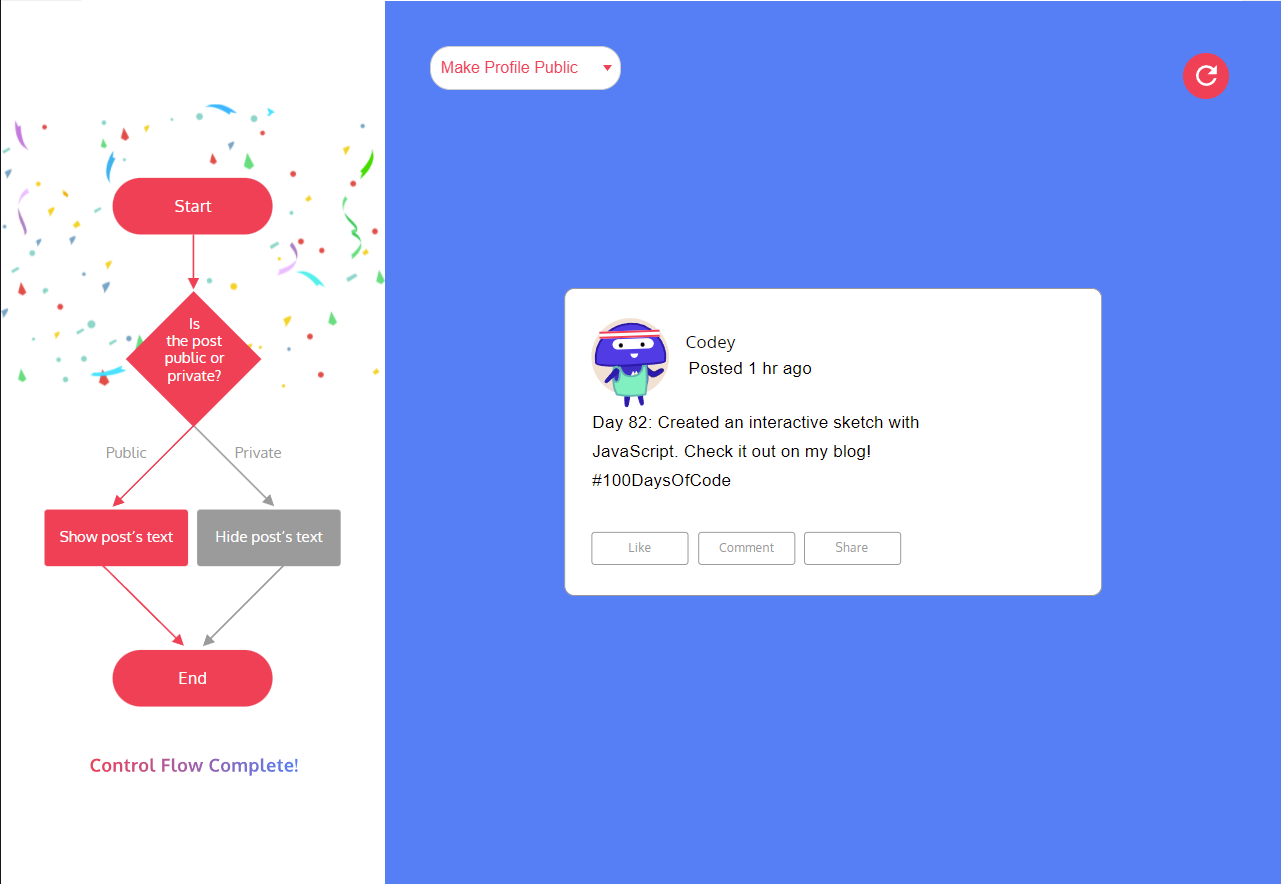 Start
Is
the post
public or
private?
Public
Private
Show post’s text
Hide post’s text
End
Control Flow Complete!
Make Profile Public
Codey
Posted 1 hr ago
Day 82: Created an interactive sketch with
JavaScript. Check it out on my blog!
#100DaysOfCode
Like
Comment
Share